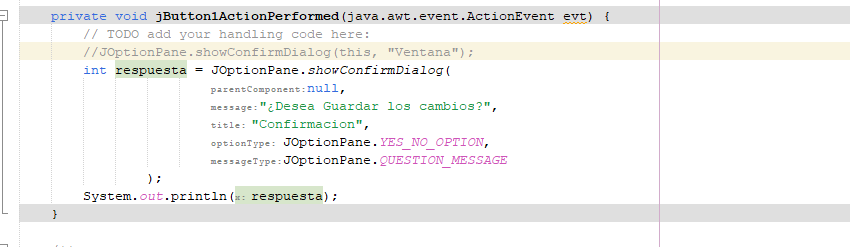 private void jButton1ActionPerformed(java.awt.event.ActionEvent evt) {
// TODO add your handling code here:
//JOptionPane.showConfirmDialog(this, "Ventana");
int respuesta = JOptionPane.showConfirmDialog(
parentComponent: null,
message: "¿Desea Guardar los cambios?",
title: "Confirmacion",
optionType: JOptionPane.YES_NO_OPTION,
messageType: JOptionPane.QUESTION_MESSAGE
);
System.out.println(x: respuesta);
}